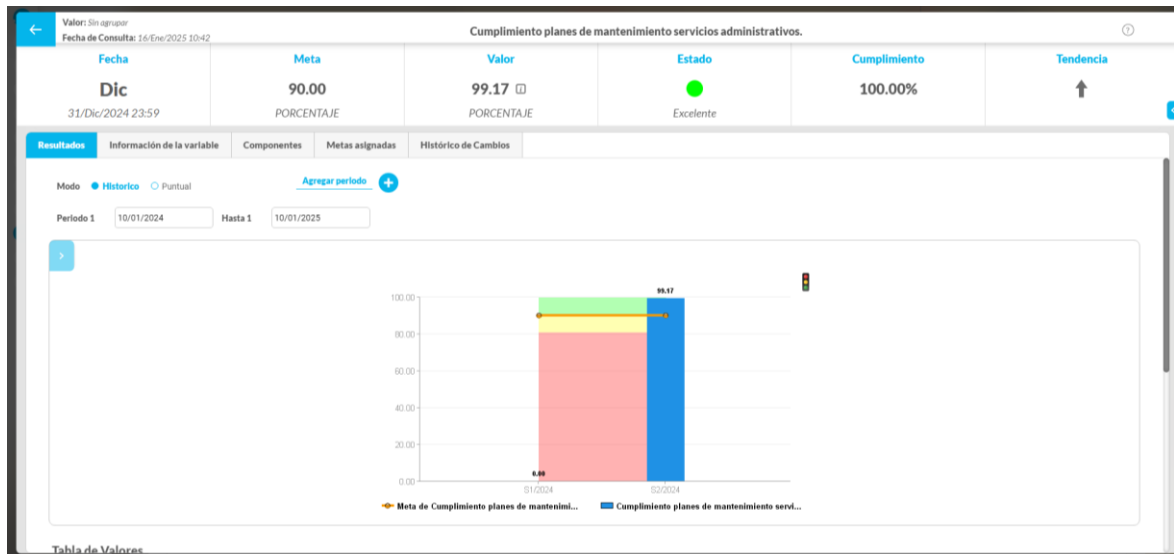 Valor: Sin agrupar
Fecha de Consulta: 16/Ene/2025 10:42
Cumplimiento planes de mantenimiento servicios administrativos.
Fecha Meta Valor Estado Cumplimiento Tendencia
Dic 90.00 99.17 100.00%
31/Dic/2024 23:59 PORCENTAJE PORCENTAJE Excelente
Resultados Información de la variable Componentes Metas asignadas Histórico de Cambios
Modo Historico Puntual Agregar periodo
Periodo 1 10/01/2024 Hasta 1 10/01/2025
99.17
100.00
80.00
60.00
40.00
20.00
0.00
0.00
S1/2024 S2/2024
Meta de Cumplimiento planes de mantenimi... Cumplimiento planes de mantenimiento servi...
Tabla de Valores